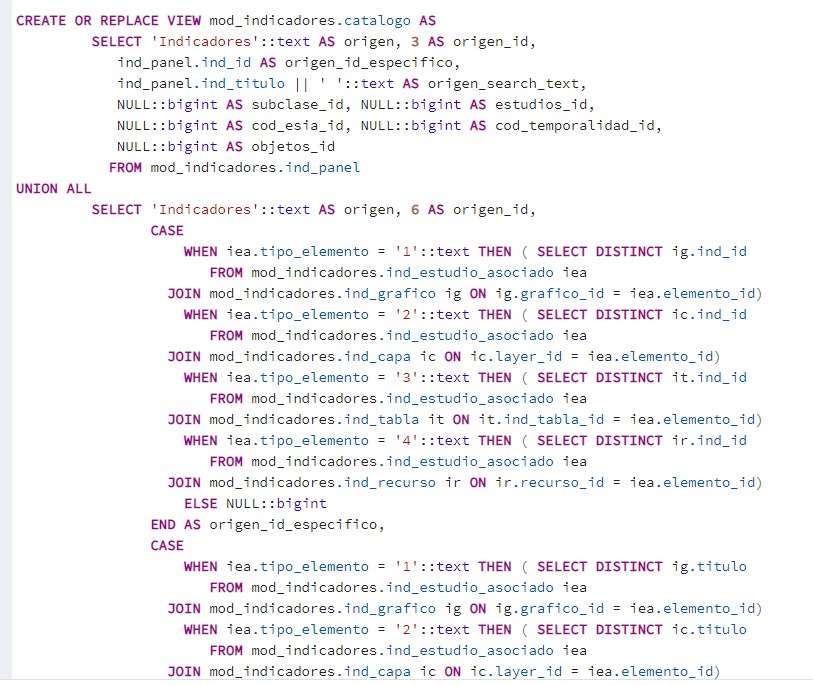 CREATE OR REPLACE VIEW mod_indicadores.catalogo AS
SELECT 'Indicadores'::text AS origen, 3 AS origen_id,
ind_panel.ind_id AS origen_id_especifico,
ind_panel.ind_titulo || ' '::text AS origen_search_text,
NULL::bigint AS subclase_id, NULL::bigint AS estudios_id,
NULL::bigint AS cod_esia_id, NULL::bigint AS cod_temporalidad_id,
NULL::bigint AS objetos_id
FROM mod_indicadores.ind_panel
UNION ALL
SELECT 'Indicadores'::text AS origen, 6 AS origen_id,
CASE
WHEN iea.tipo_elemento = '1'::text THEN ( SELECT DISTINCT ig.ind_id
FROM mod_indicadores.ind_estudio_asociado iea
JOIN mod_indicadores.ind_grafico ig ON ig.grafico_id = iea.elemento_id)
WHEN iea.tipo_elemento = '2'::text THEN ( SELECT DISTINCT ic.ind_id
FROM mod_indicadores.ind_estudio_asociado iea
JOIN mod_indicadores.ind_capa ic ON ic.layer_id = iea.elemento_id)
WHEN iea.tipo_elemento = '3'::text THEN ( SELECT DISTINCT it.ind_id
FROM mod_indicadores.ind_estudio_asociado iea
JOIN mod_indicadores.ind_tabla it ON it.ind_tabla_id = iea.elemento_id)
WHEN iea.tipo_elemento = '4'::text THEN ( SELECT DISTINCT ir.ind_id
FROM mod_indicadores.ind_estudio_asociado iea
JOIN mod_indicadores.ind_recurso ir ON ir.recurso_id = iea.elemento_id)
ELSE NULL::bigint
END AS origen_id_especifico,
CASE
WHEN iea.tipo_elemento = '1'::text THEN ( SELECT DISTINCT ig.titulo
FROM mod_indicadores.ind_estudio_asociado iea
JOIN mod_indicadores.ind_grafico ig ON ig.grafico_id = iea.elemento_id)
WHEN iea.tipo_elemento = '2'::text THEN ( SELECT DISTINCT ic.titulo
FROM mod_indicadores.ind_estudio_asociado iea
JOIN mod_indicadores.ind_capa ic ON ic.layer_id = iea.elemento_id)